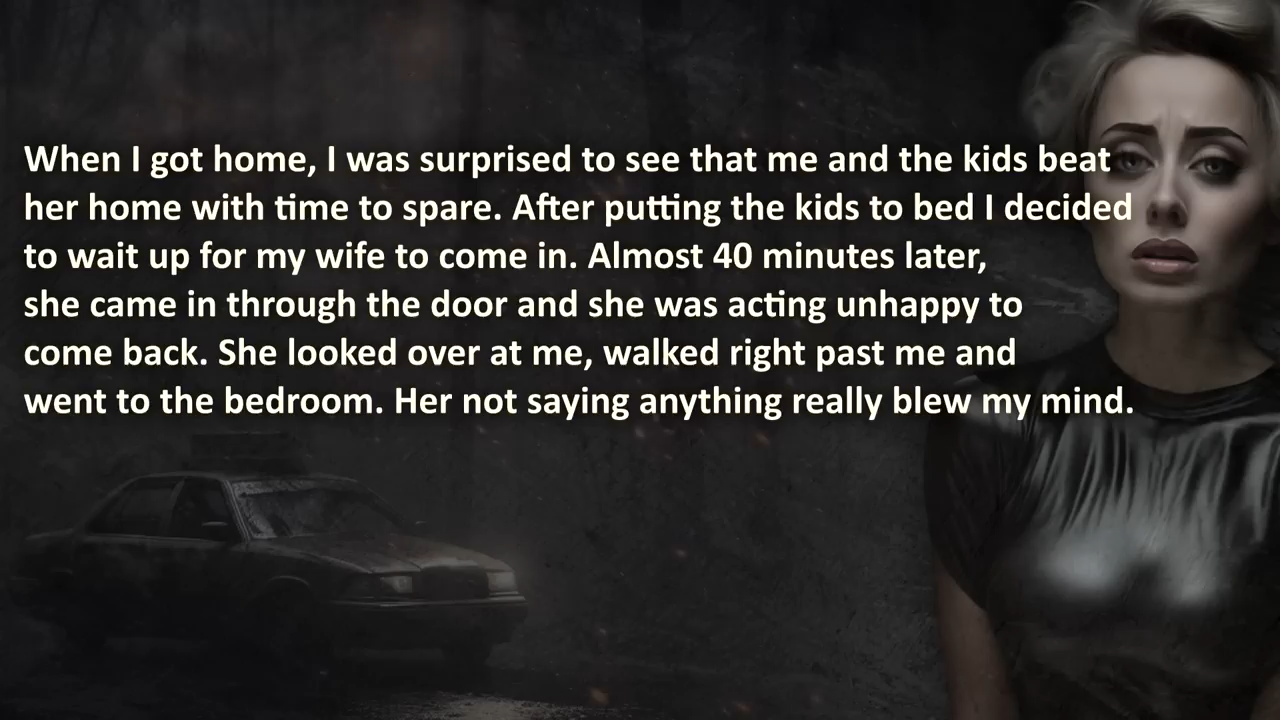 When I got home, I was surprised to see that me and the kids beat
her home with time to spare. After putting the kids to bed I decided
to wait up for my wife to come in. Almost 40 minutes later,
she came in through the door and she was acting unhappy to
come back. She looked over at me, walked right past me and
went to the bedroom. Her not saying anything really blew my mind.